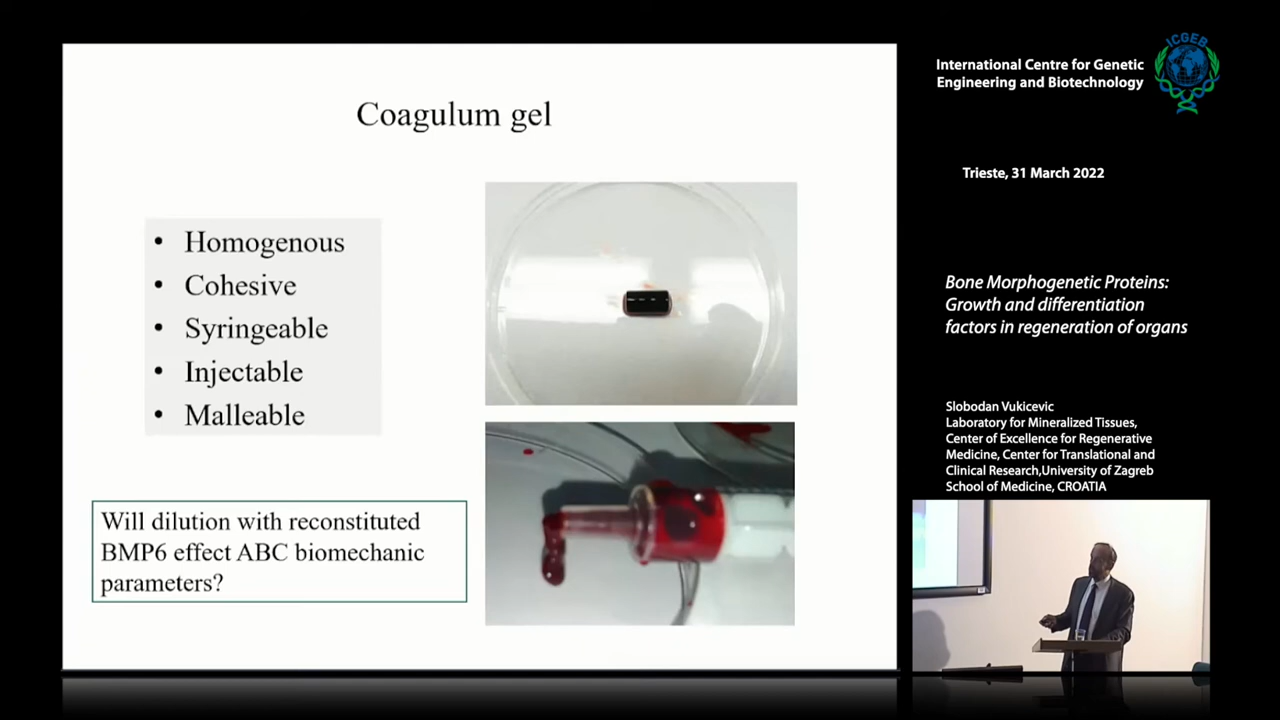 Coagulum gel
• Homogenous
• Cohesive
• Syringeable
• Injectable
• Malleable
Will dilution with reconstituted
BMP6 effect ABC biomechanic
parameters?
International Centre for Genetic
Engineering and Biotechnology
ICGEB
Trieste, 31 March 2022
Bone Morphogenetic Proteins:
Growth and differentiation
factors in regeneration of organs
Slobodan Vukicevic
Laboratory for Mineralized Tissues,
Center of Excellence for Regenerative
Medicine, Center for Translational and
Clinical Research,University of Zagreb
School of Medicine, CROATIA